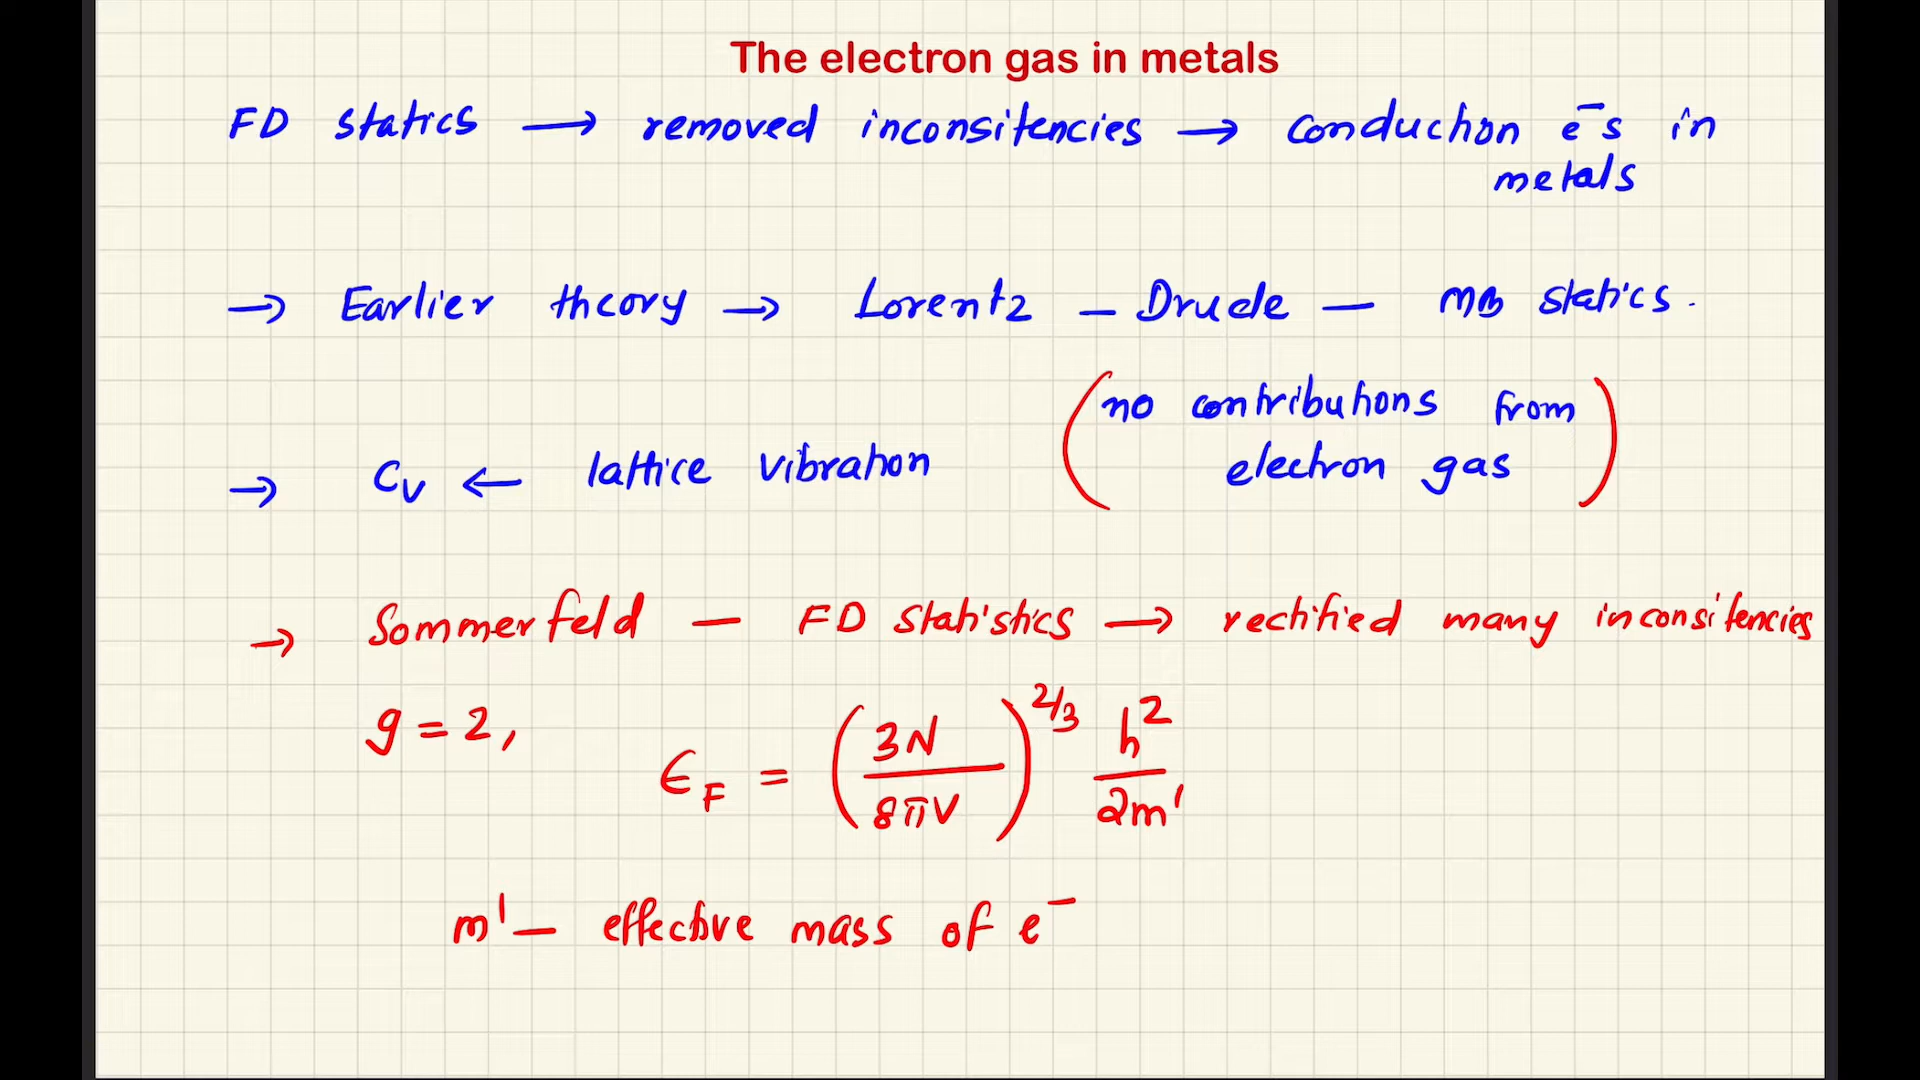 The electron gas in metals
FD statics → removed inconsitencies → conduction e⁻s in
metals
→ Earlier theory → Lorentz – Drude – MB statics.
(no contributions from
electron gas)
→ Cv ← lattice vibration
→ Sommerfeld – FD statistics → rectified many inconsitencies
g = 2, ϵF = (3N/8πV)^2/3 h²/2m'
m' – effective mass of e⁻